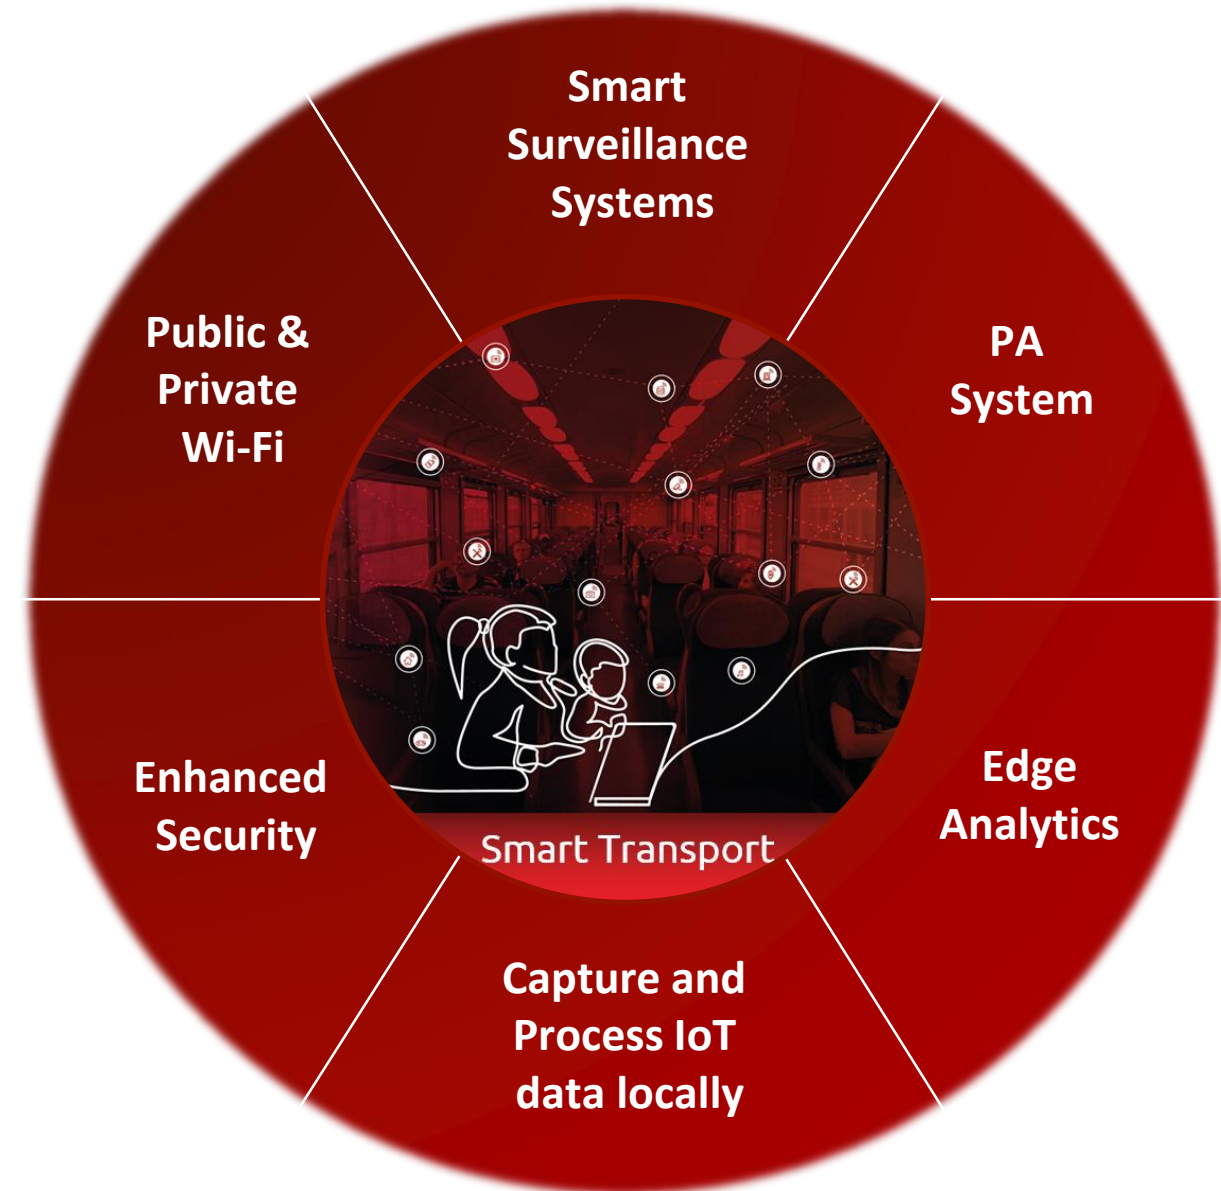 Smart
Surveillance
Systems
PA
System
Edge
Analytics
Capture and
Process IoT
data locally
Enhanced
Security
Public &
Private
Wi-Fi
Smart Transport